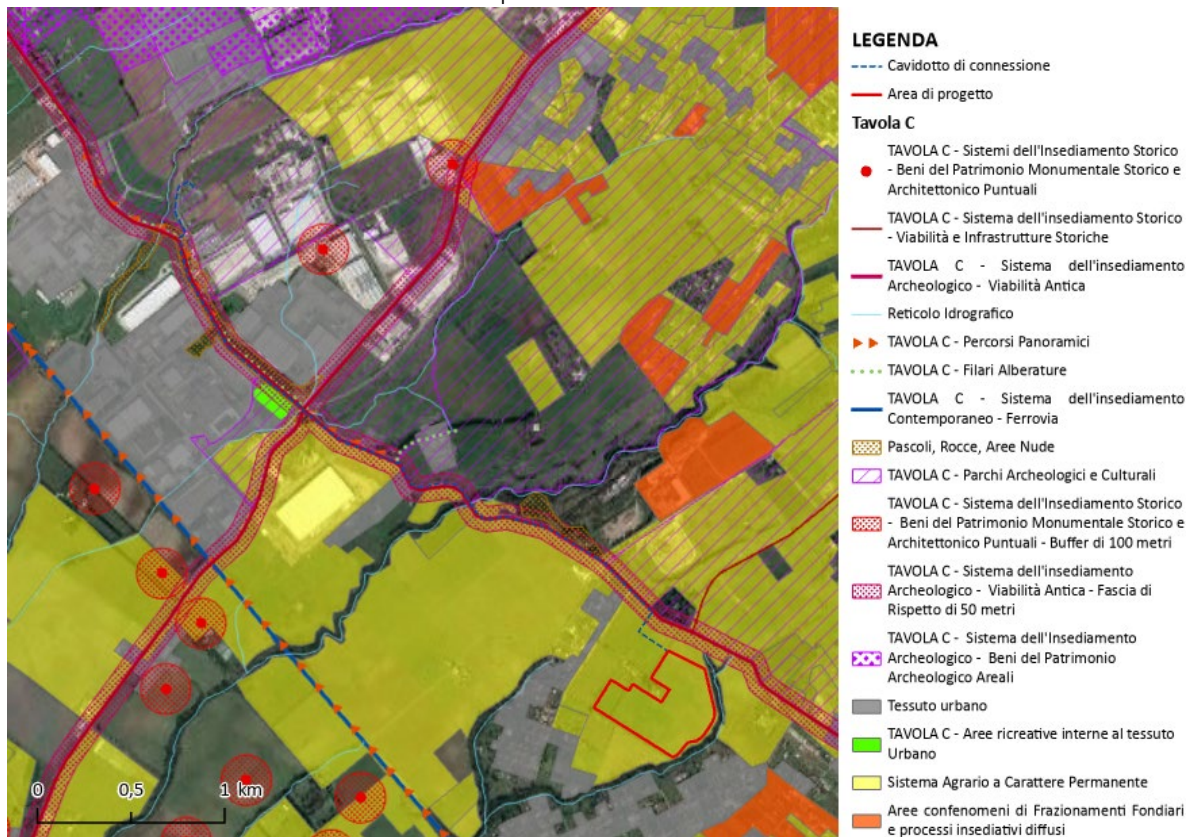 LEGENDA
Cavidotto di connessione
Area di progetto
Tavola C
TAVOLA C - Sistemi dell'Insediamento Storico
- Beni del Patrimonio Monumentale Storico e
Architettonico Puntuali
TAVOLA C - Sistema dell'insediamento Storico
- Viabilità e Infrastrutture Storiche
TAVOLA C - Sistema dell'insediamento
Archeologico - Viabilità Antica
Reticolo Idrografico
TAVOLA C - Percorsi Panoramici
TAVOLA C - Filari Alberature
TAVOLA C - Sistema dell'insediamento
Contemporaneo - Ferrovia
Pascoli, Rocce, Aree Nude
TAVOLA C - Parchi Archeologici e Culturali
TAVOLA C - Sistema dell'Insediamento Storico
- Beni del Patrimonio Monumentale Storico e
Architettonico Puntuali - Buffer di 100 metri
TAVOLA C - Sistema dell'insediamento
Archeologico - Viabilità Antica - Fascia di
Rispetto di 50 metri
TAVOLA C - Sistema dell'Insediamento
Archeologico - Beni del Patrimonio
Archeologico Areali
Tessuto urbano
TAVOLA C - Aree ricreative interne al tessuto
Urbano
Sistema Agrario a Carattere Permanente
Aree confenomeni di Frazionamenti Fondiari
e processi insediativi diffusi
0 0,5 1 km